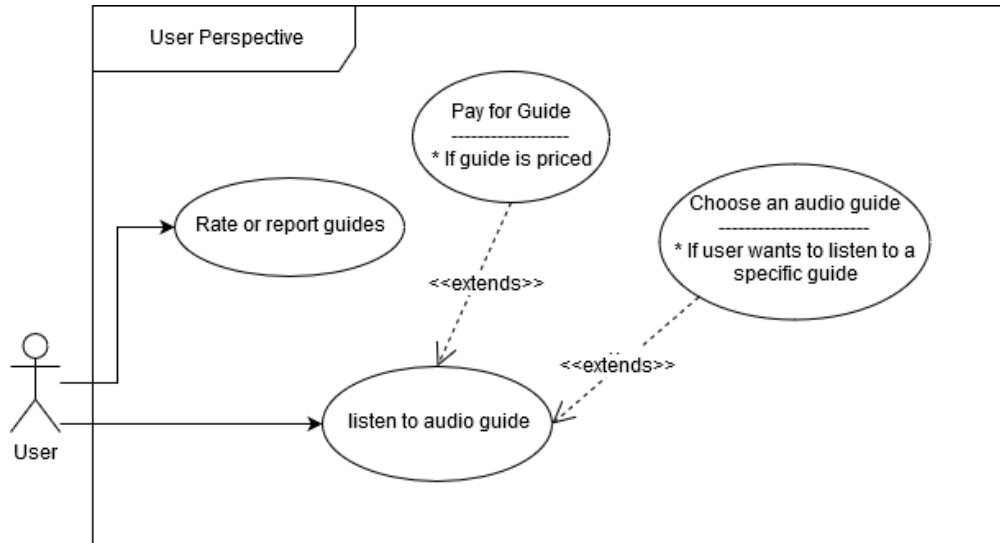 User Perspective
Pay for Guide
--------------------
* If guide is priced
Choose an audio guide
--------------------------
* If user wants to listen to a
specific guide
Rate or report guides
<<extends>>
<<extends>>
listen to audio guide
User